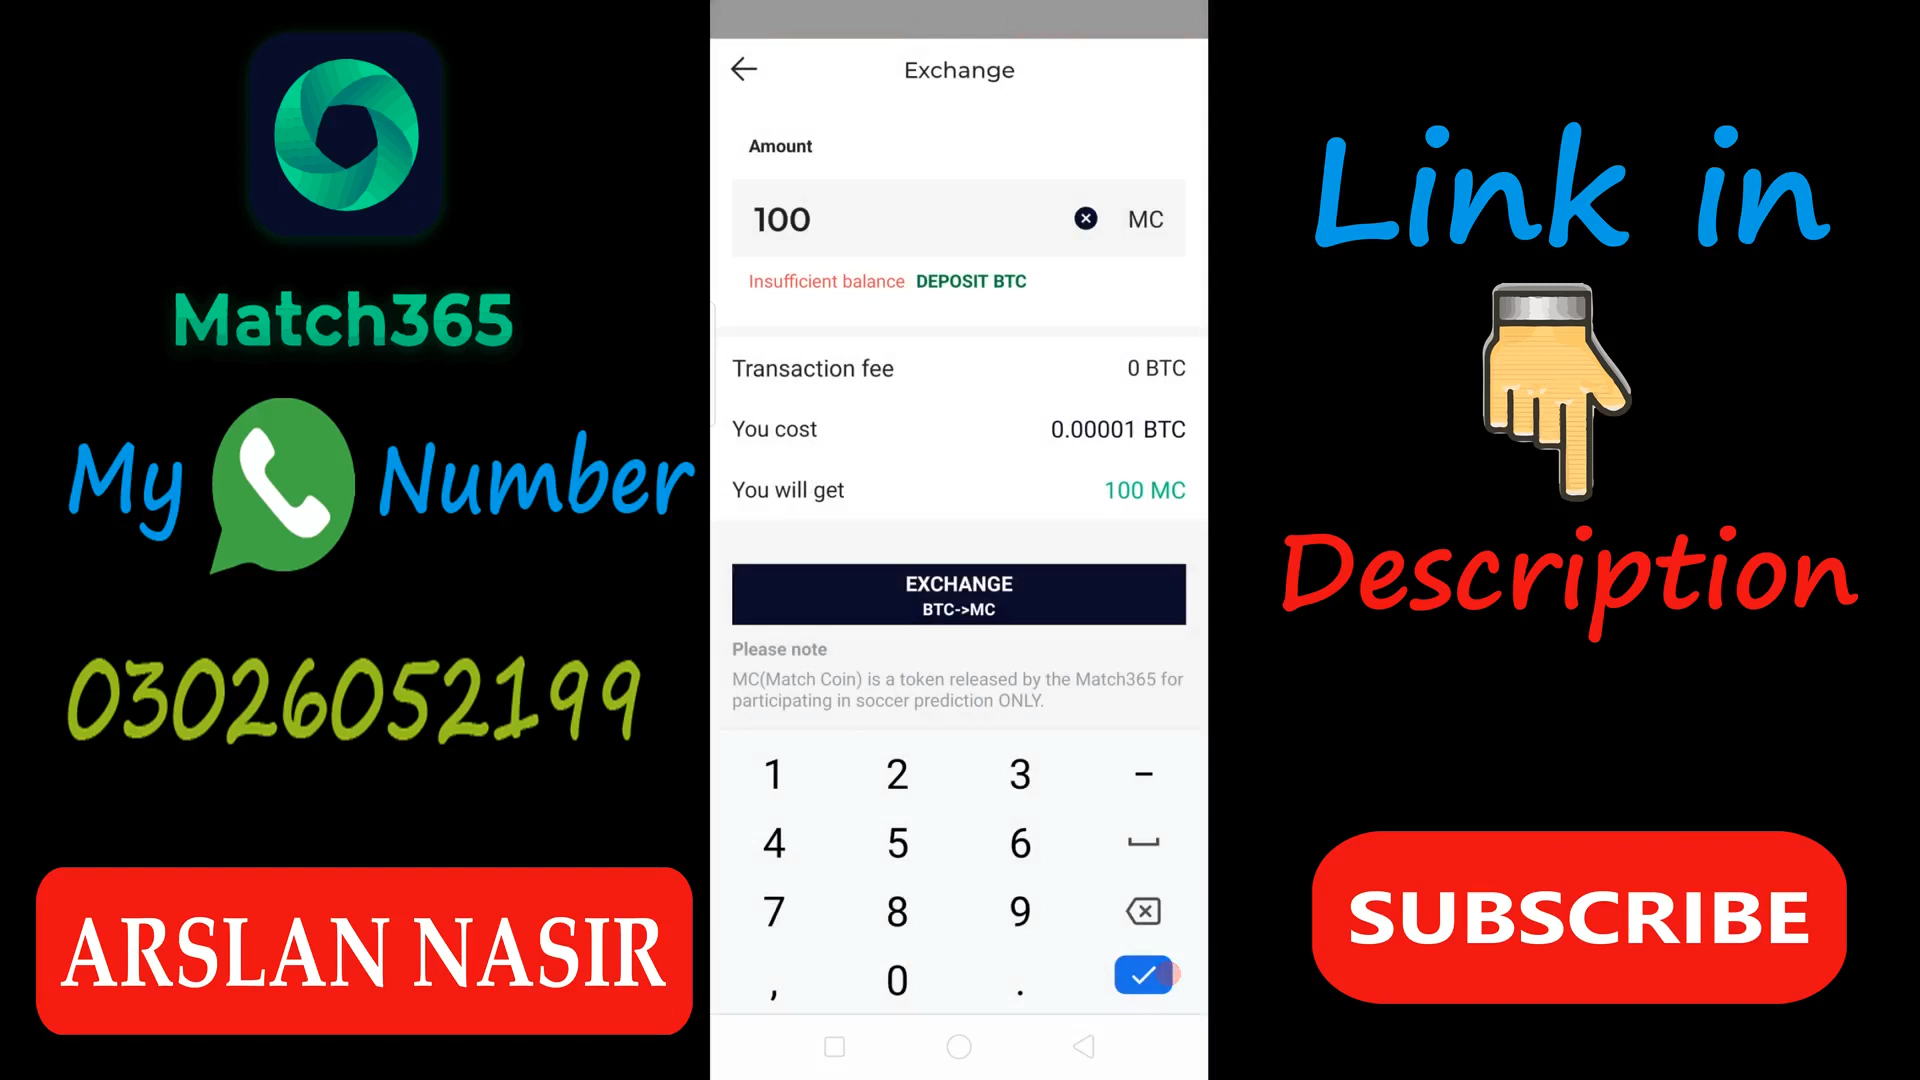 Match365
My Number
03026052199
ARSLAN NASIR
Exchange
Amount
100 MC
Insufficient balance DEPOSIT BTC
Transaction fee 0 BTC
You cost 0.00001 BTC
You will get 100 MC
EXCHANGE
BTC->MC
Please note
MC(Match Coin) is a token released by the Match365 for
participating in soccer prediction ONLY.
1 2 3 -
4 5 6
7 8 9
, 0 .
Link in
Description
SUBSCRIBE